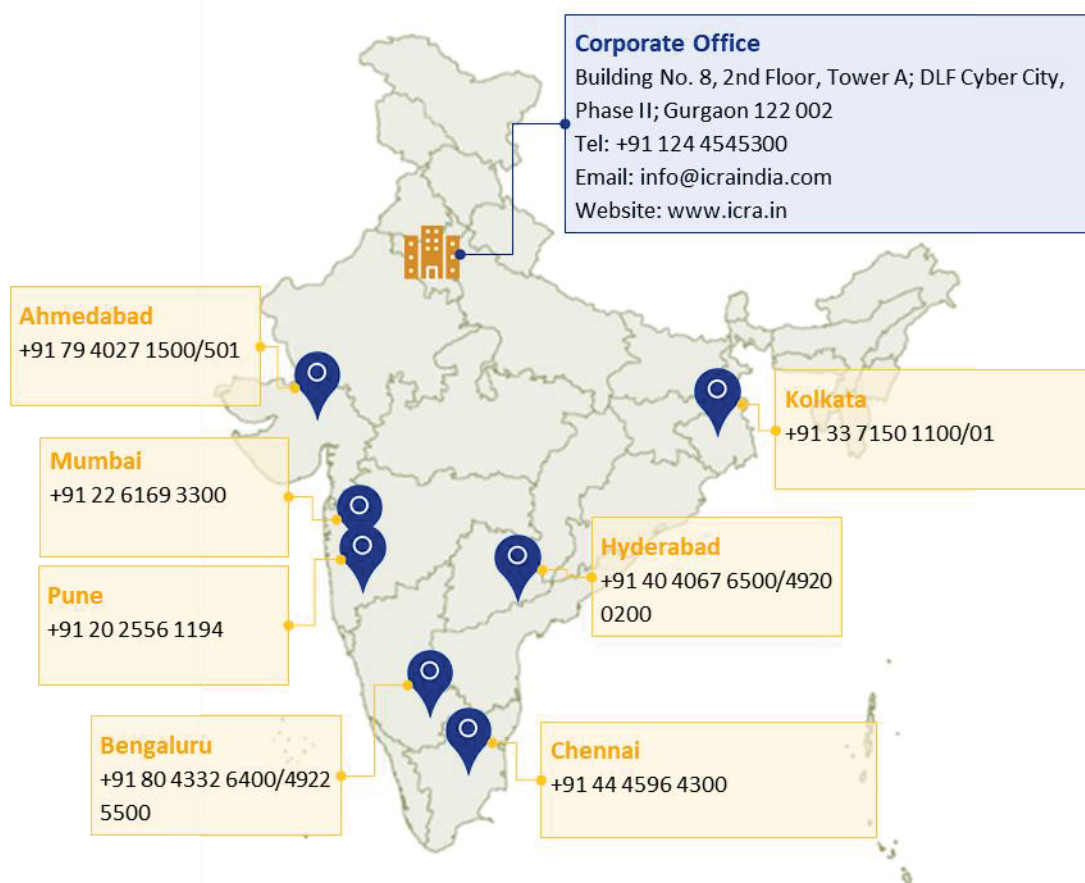 Corporate Office
Building No. 8, 2nd Floor, Tower A; DLF Cyber City,
Phase II; Gurgaon 122 002
Tel: +91 124 4545300
Email: info@icraindia.com
Website: www.icra.in
Ahmedabad
+91 79 4027 1500/501
Kolkata
+91 33 7150 1100/01
Mumbai
+91 22 6169 3300
Hyderabad
+91 40 4067 6500/4920
0200
Pune
+91 20 2556 1194
Bengaluru
+91 80 4332 6400/4922
5500
Chennai
+91 44 4596 4300